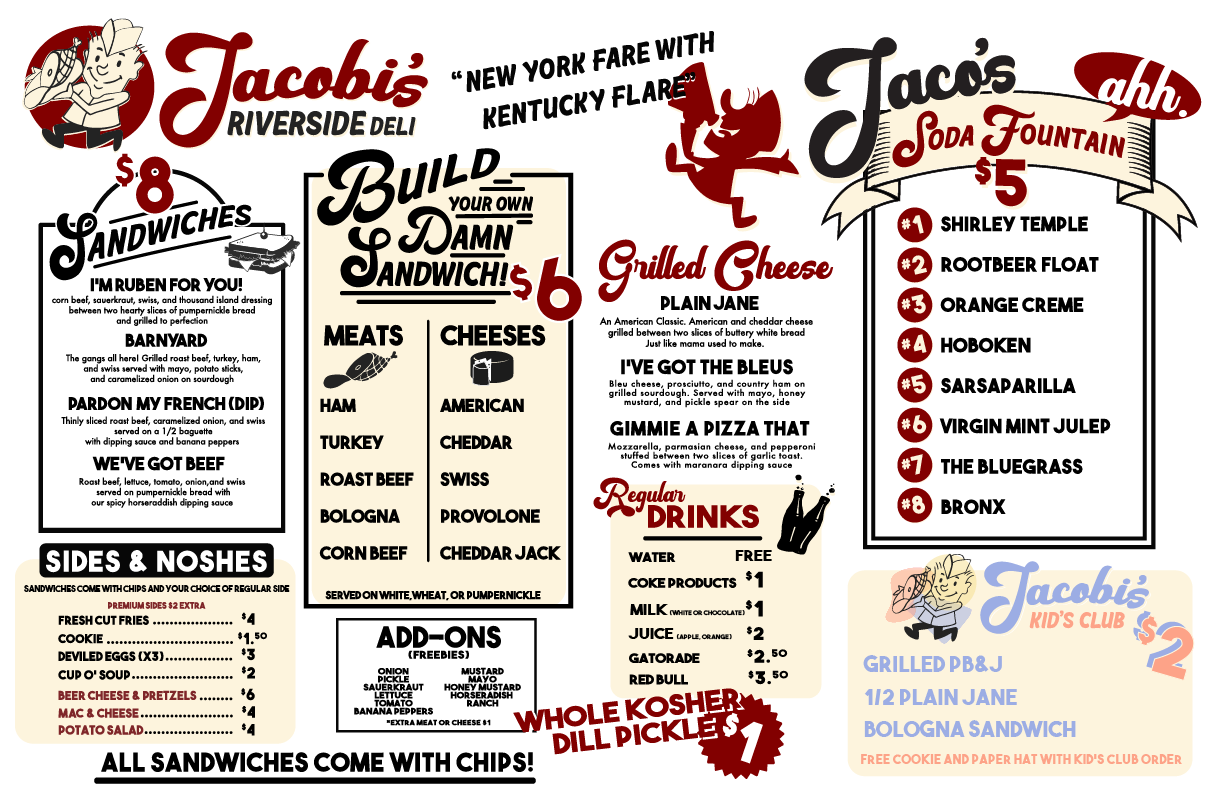 Jacobi's
RIVERSIDE DELI
"NEW YORK FARE WITH
KENTUCKY FLARE"
$8
SANDWICHES
I'M RUBEN FOR YOU!
corn beef, sauerkraut, swiss, and thousand island dressing
between two hearty slices of pumpernickle bread
and grilled to perfection
BARNYARD
The gangs all here! Grilled roast beef, turkey, ham,
and swiss served with mayo, potato sticks,
and caramelized onion on sourdough
PARDON MY FRENCH (DIP)
Thinly sliced roast beef, caramelized onion, and swiss
served on a 1/2 baguette
with dipping sauce and banana peppers
WE'VE GOT BEEF
Roast beef, lettuce, tomato, onion,and swiss
served on pumpernickle bread with
our spicy horseraddish dipping sauce
SIDES & NOSHES
SANDWICHES COME WITH CHIPS AND YOUR CHOICE OF REGULAR SIDE
PREMIUM SIDES $2 EXTRA
FRESH CUT FRIES .................... $4
COOKIE ............................... $1.50
DEVILED EGGS (X3)................. $3
CUP O' SOUP ......................... $2
BEER CHEESE & PRETZELS ........ $6
MAC & CHEESE....................... $4
POTATO SALAD...................... $4
ALL SANDWICHES COME WITH CHIPS!
BUILD
YOUR OWN
DAMN
SANDWICH!
$6
MEATS
HAM
TURKEY
ROAST BEEF
BOLOGNA
CORN BEEF
CHEESES
AMERICAN
CHEDDAR
SWISS
PROVOLONE
CHEDDAR JACK
SERVED ON WHITE,WHEAT, OR PUMPERNICKLE
ADD-ONS
(FREEBIES)
ONION
PICKLE
SAUERKRAUT
LETTUCE
TOMATO
BANANA PEPPERS
MUSTARD
MAYO
HONEY MUSTARD
HORSERADISH
RANCH
*EXTRA MEAT OR CHEESE $1
Grilled Cheese
PLAIN JANE
An American Classic. American and cheddar cheese
grilled between two slices of buttery white bread
Just like mama used to make.
I'VE GOT THE BLEUS
Bleu cheese, prosciutto, and country ham on
grilled sourdough. Served with mayo, honey
mustard, and pickle spear on the side
GIMMIE A PIZZA THAT
Mozzarella, parmasian cheese, and pepperoni
stuffed between two slices of garlic toast.
Comes with maranara dipping sauce
Regular
DRINKS
WATER FREE
COKE PRODUCTS $1
MILK (WHITE OR CHOCOLATE) $1
JUICE (APPLE, ORANGE) $2
GATORADE $2.50
RED BULL $3.50
WHOLE KOSHER
DILL PICKLE
$1
Jaco's
ahh.
SODA FOUNTAIN
$5
#1 SHIRLEY TEMPLE
#2 ROOTBEER FLOAT
#3 ORANGE CREME
#4 HOBOKEN
#5 SARSAPARILLA
#6 VIRGIN MINT JULEP
#7 THE BLUEGRASS
#8 BRONX
Jacobi's
KID'S CLUB
$2
GRILLED PB&J
1/2 PLAIN JANE
BOLOGNA SANDWICH
FREE COOKIE AND PAPER HAT WITH KID'S CLUB ORDER